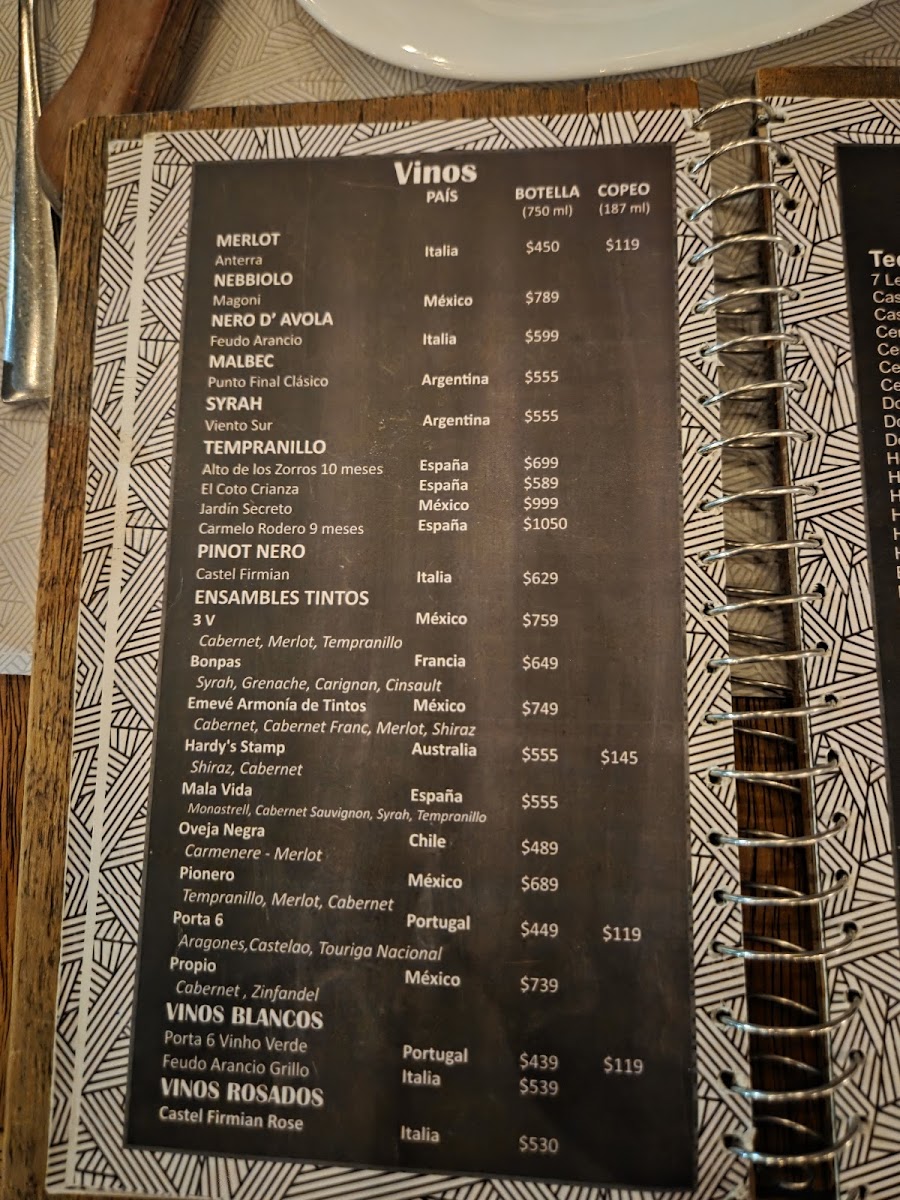 Vinos
PAÍS BOTELLA COPEO
(750 ml) (187 ml)
MERLOT
Anterra Italia $450 $119
NEBBIOLO
Magoni México $789
NERO D' AVOLA
Feudo Arancio Italia $599
MALBEC
Punto Final Clásico Argentina $555
SYRAH
Viento Sur Argentina $555
TEMPRANILLO
Alto de los Zorros 10 meses España $699
El Coto Crianza España $589
Jardín Secreto México $999
Carmelo Rodero 9 meses España $1050
PINOT NERO
Castel Firmian Italia $629
ENSAMBLES TINTOS
3 V México $759
Cabernet, Merlot, Tempranillo
Bonpas Francia $649
Syrah, Grenache, Carignan, Cinsault
Emevé Armonía de Tintos México $749
Cabernet, Cabernet Franc, Merlot, Shiraz
Hardy's Stamp Australia $555 $145
Shiraz, Cabernet
Mala Vida España $555
Monastrell, Cabernet Sauvignon, Syrah, Tempranillo
Oveja Negra Chile $489
Carmenere - Merlot
Pionero México $689
Tempranillo, Merlot, Cabernet
Porta 6 Portugal $449 $119
Aragones,Castelao, Touriga Nacional
Propio México $739
Cabernet , Zinfandel
VINOS BLANCOS
Porta 6 Vinho Verde Portugal $439 $119
Feudo Arancio Grillo Italia $539
VINOS ROSADOS
Castel Firmian Rose Italia $530